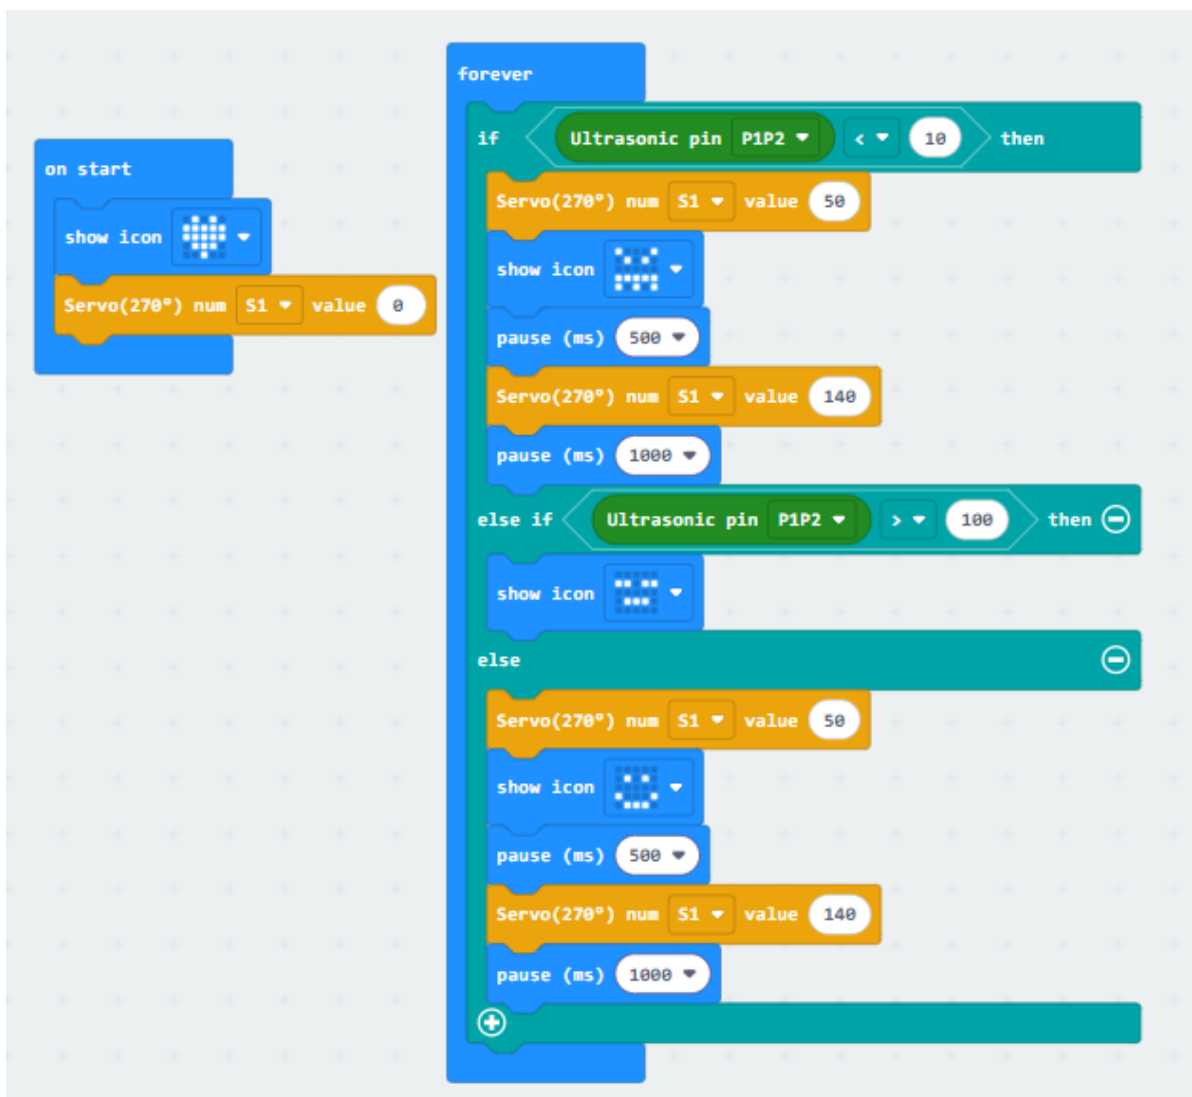 on start
show icon
Servo(270°) num S1 value 0
forever
if Ultrasonic pin P1P2 < 10 then
Servo(270°) num S1 value 50
show icon
pause (ms) 500
Servo(270°) num S1 value 140
pause (ms) 1000
else if Ultrasonic pin P1P2 > 100 then
show icon
else
Servo(270°) num S1 value 50
show icon
pause (ms) 500
Servo(270°) num S1 value 140
pause (ms) 1000